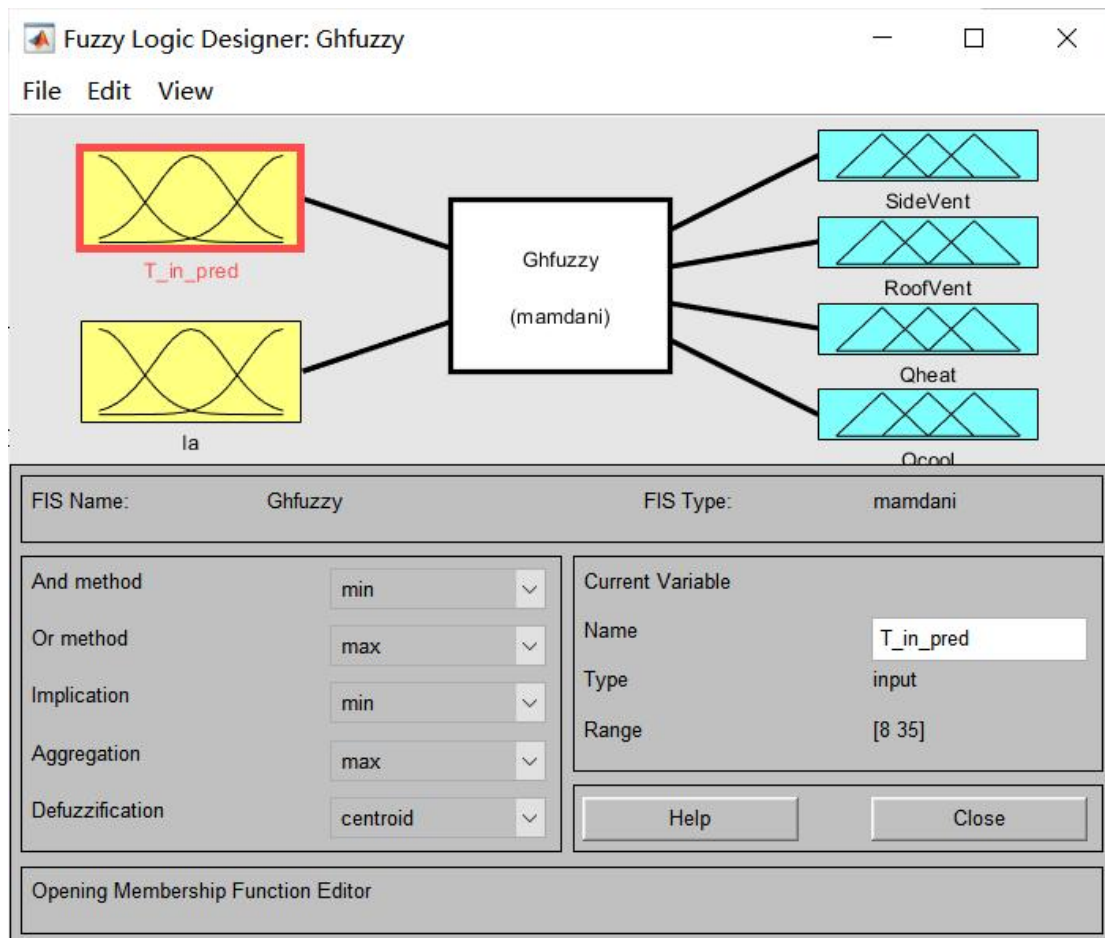 Fuzzy Logic Designer: Ghfuzzy
File Edit View
T_in_pred
Ia
Ghfuzzy
(mamdani)
SideVent
RoofVent
Qheat
Qcool
FIS Name: Ghfuzzy FIS Type: mamdani
And method min
Or method max
Implication min
Aggregation max
Defuzzification centroid
Current Variable
Name T_in_pred
Type input
Range [8 35]
Help Close
Opening Membership Function Editor